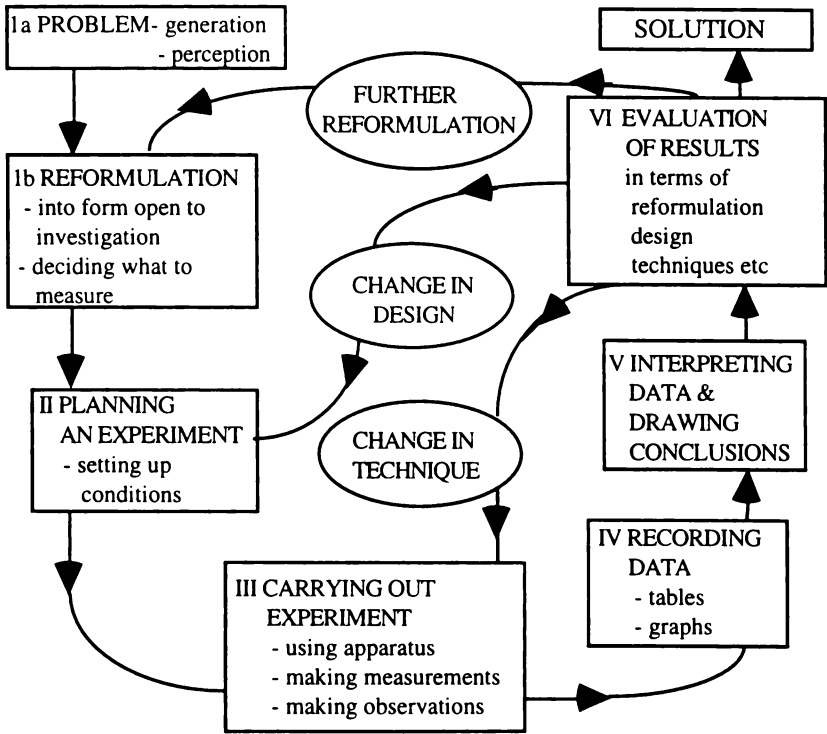 1a PROBLEM- generation
- perception
SOLUTION
FURTHER
REFORMULATION
VI EVALUATION
OF RESULTS
in terms of
reformulation
design
techniques etc
1b REFORMULATION
- into form open to
investigation
- deciding what to
measure
CHANGE IN
DESIGN
II PLANNING
AN EXPERIMENT
- setting up
conditions
CHANGE IN
TECHNIQUE
V INTERPRETING
DATA &
DRAWING
CONCLUSIONS
III CARRYING OUT
EXPERIMENT
- using apparatus
- making measurements
- making observations
IV RECORDING
DATA
- tables
- graphs